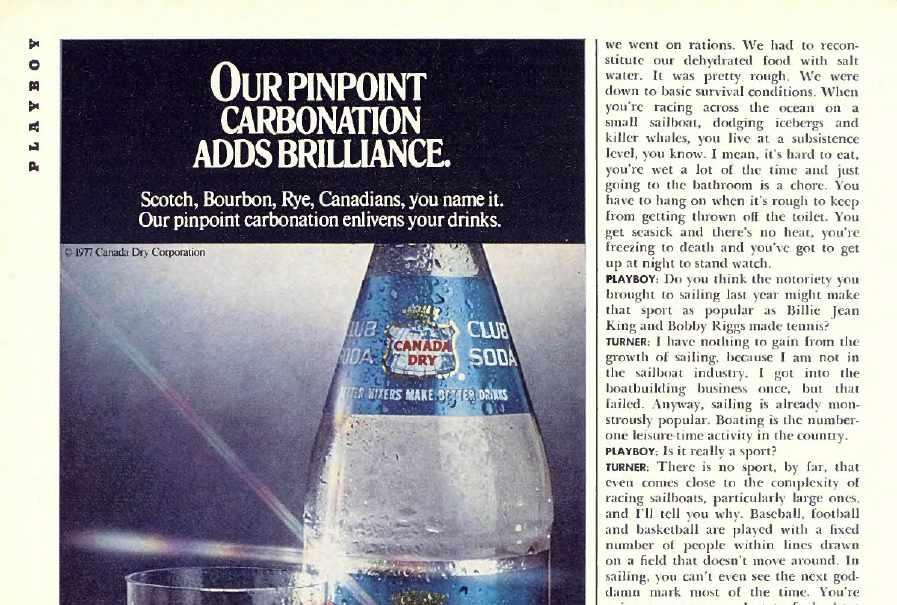 PLAYBOY
OUR PINPOINT
CARBONATION
ADDS BRILLIANCE.
Scotch, Bourbon, Rye, Canadians, you name it.
Our pinpoint carbonation enlivens your drinks.
© 1977 Canada Dry Corporation
CLUB
SODA
CANADA
DRY
CLUB
SODA
MIXERS MAKE BETTER DRINKS
we went on rations. We had to recon-
stitute our dehydrated food with salt
water. It was pretty rough. We were
down to basic survival conditions. When
you're racing across the ocean on a
small sailboat, dodging icebergs and
killer whales, you live at a subsistence
level, you know. I mean, it's hard to eat,
you're wet a lot of the time and just
going to the bathroom is a chore. You
have to hang on when it's rough to keep
from getting thrown off the toilet. You
get seasick and there's no heat, you're
freezing to death and you've got to get
up at night to stand watch.
PLAYBOY: Do you think the notoriety you
brought to sailing last year might make
that sport as popular as Billie Jean
King and Bobby Riggs made tennis?
TURNER: I have nothing to gain from the
growth of sailing, because I am not in
the sailboat industry. I got into the
boatbuilding business once, but that
failed. Anyway, sailing is already mon-
strously popular. Boating is the number-
one leisure-time activity in the country.
PLAYBOY: Is it really a sport?
TURNER: There is no sport, by far, that
even comes close to the complexity of
racing sailboats, particularly large ones,
and I'll tell you why. Baseball, football
and basketball are played with a fixed
number of people within lines drawn
on a field that doesn't move around. In
sailing, you can't even see the next god-
damn mark most of the time. You're